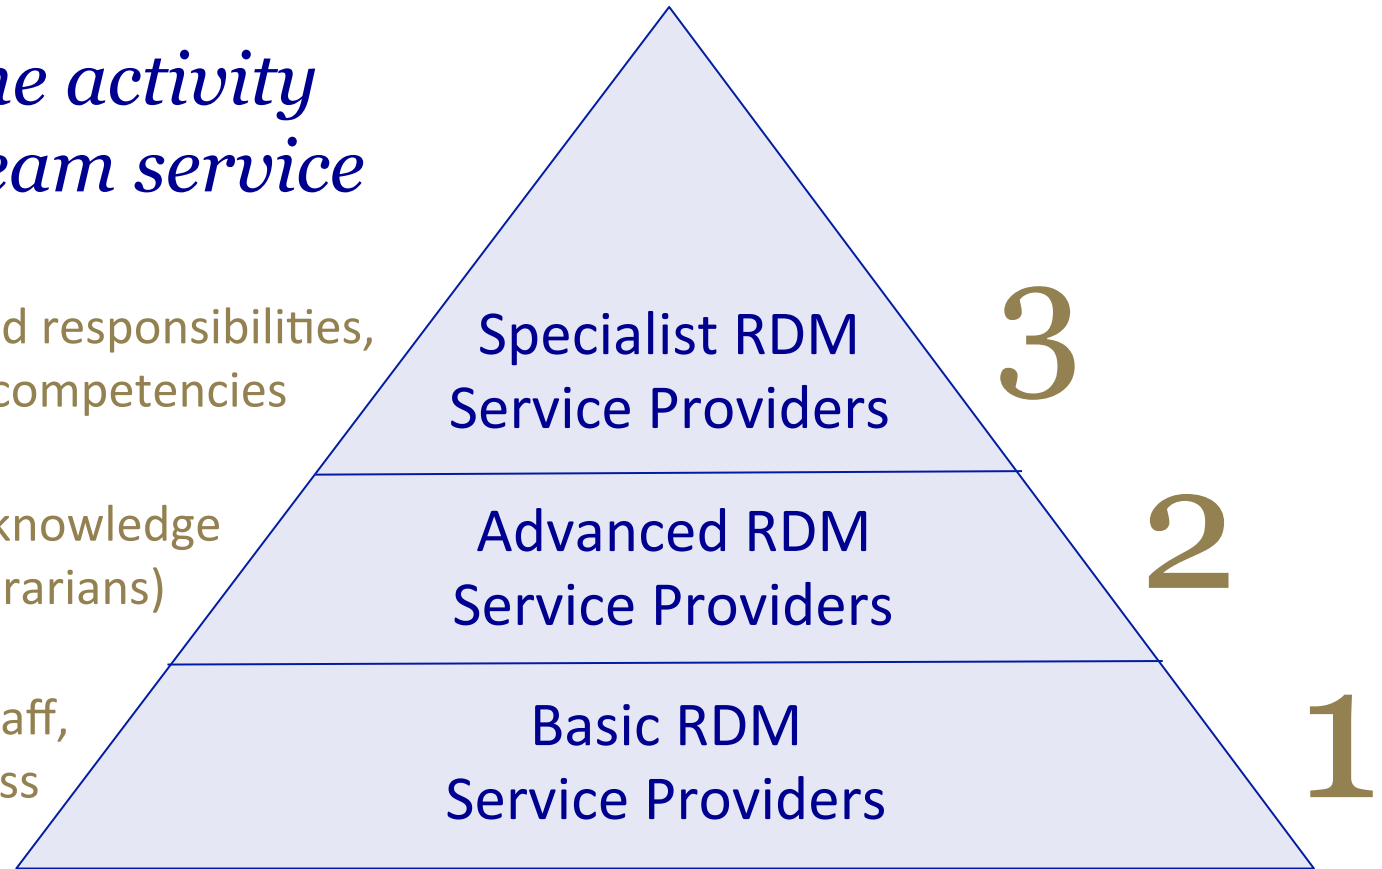 ne activity
eam service
d responsibilities,
competencies
Specialist RDM
Service Providers
3
knowledge
rarians)
Advanced RDM
Service Providers
2
aff,
ss
Basic RDM
Service Providers
1